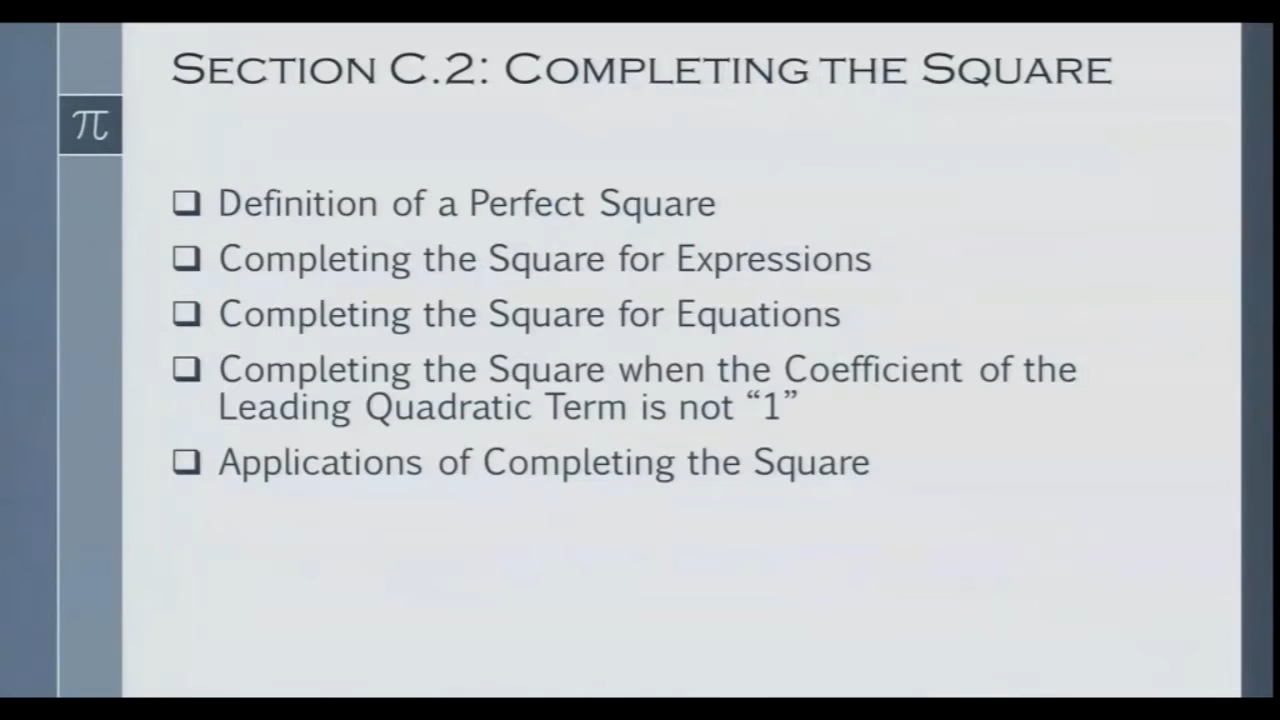 SECTION C.2: COMPLETING THE SQUARE
π
❑ Definition of a Perfect Square
❑ Completing the Square for Expressions
❑ Completing the Square for Equations
❑ Completing the Square when the Coefficient of the
Leading Quadratic Term is not “1”
❑ Applications of Completing the Square